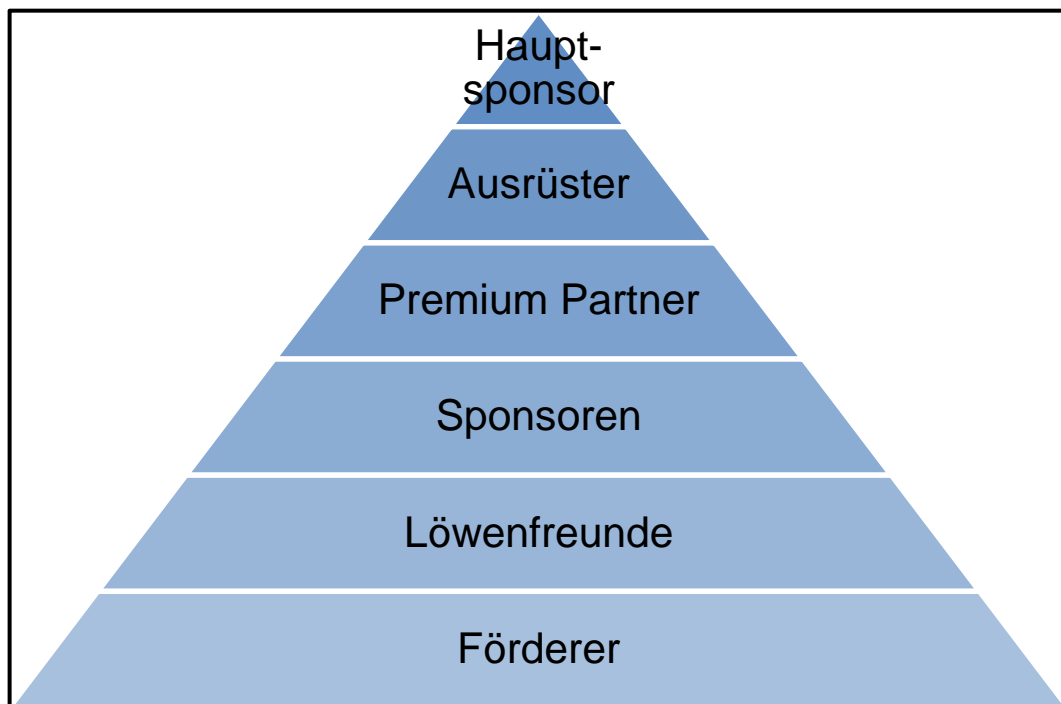 Haupt-
sponsor
Ausrüster
Premium Partner
Sponsoren
Löwenfreunde
Förderer